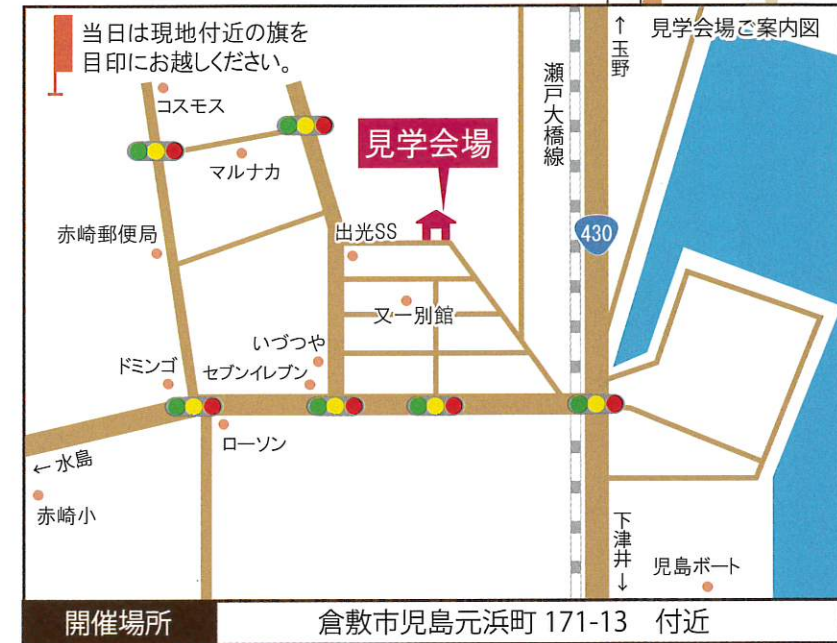 当日は現地付近の旗を
目印にお越しください。
見学会場ご案内図
↑玉野
瀬戸大橋線
コスモス
マルナカ
見学会場
赤崎郵便局
出光SS
430
又一別館
いづつや
ドミンゴ
セブンイレブン
ローソン
←水島
赤崎小
下津井↓
児島ボート
開催場所
倉敷市児島元浜町 171-13 付近